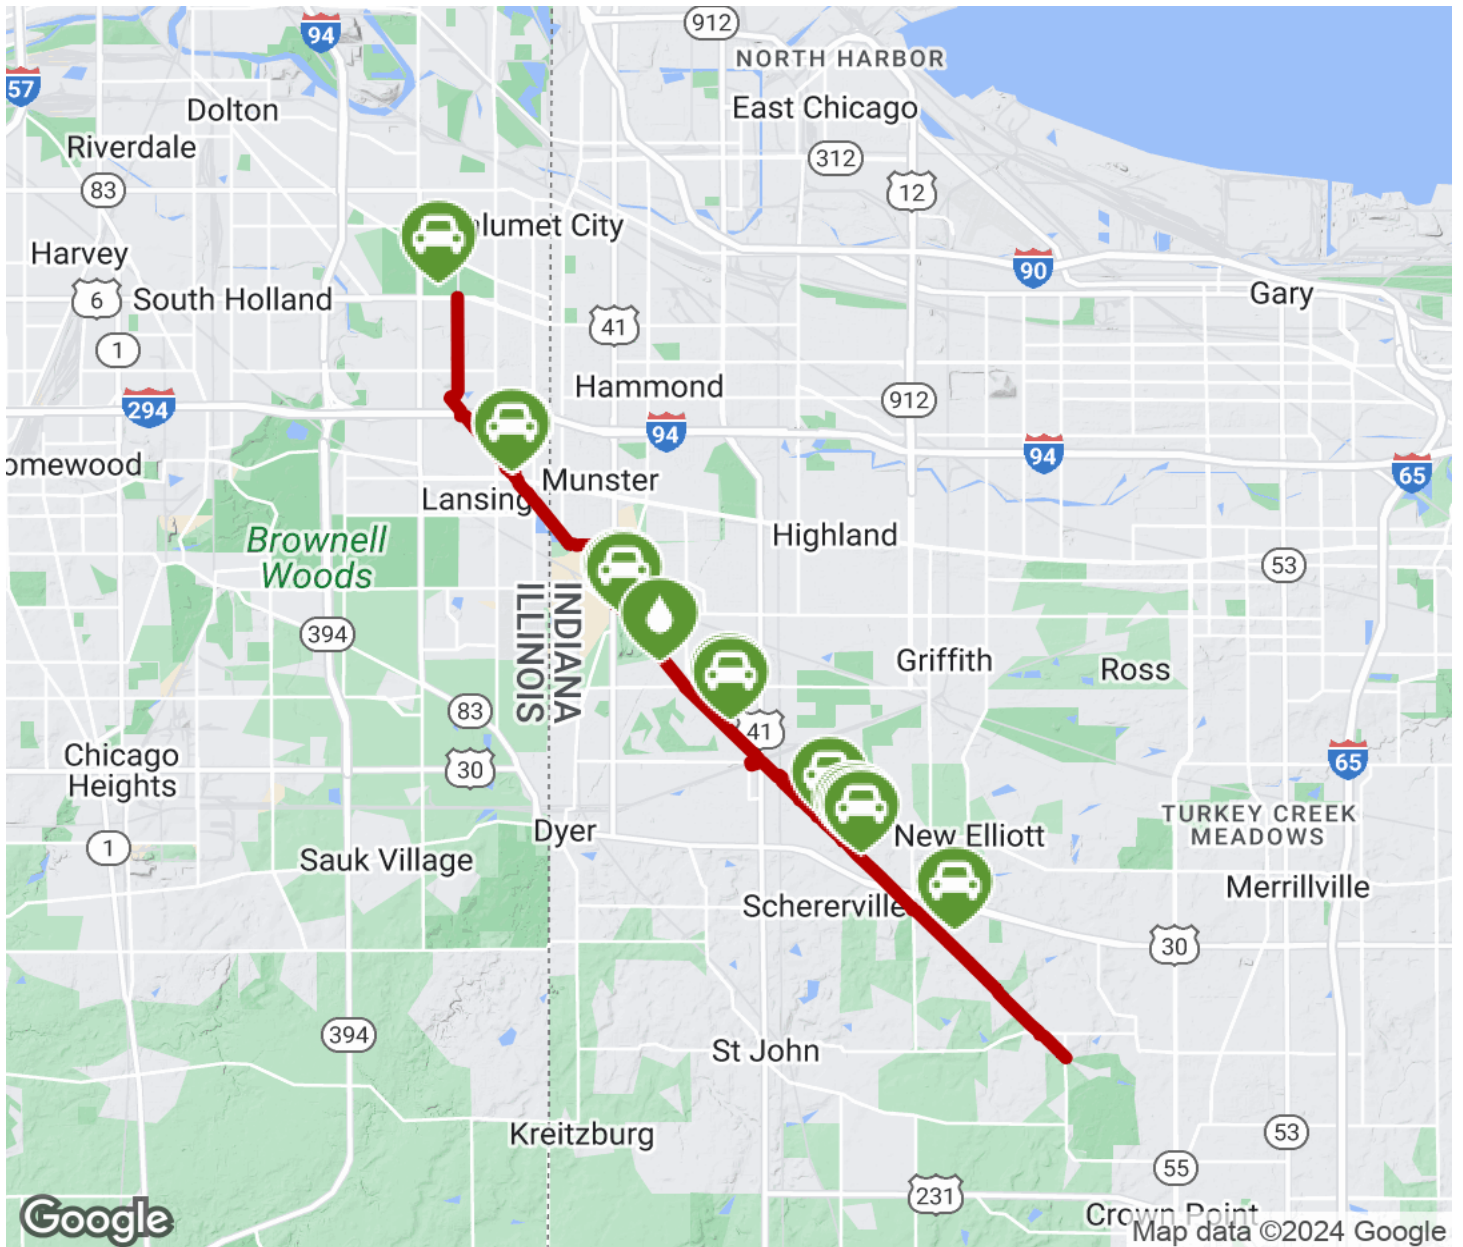 912
94
NORTH HARBOR
57
East Chicago
Dolton
Riverdale
312
83
12
lumet City
Harvey
90
6
South Holland
Gary
41
1
Hammond
294
912
94
94
omewood
65
Munster
Lansing
Highland
Brownell
Woods
53
INDIANA
ILLINOIS
394
Griffith
Ross
83
41
Chicago
Heights
30
65
TURKEY CREEK
MEADOWS
Dyer
New Elliott
1
Sauk Village
Merrillville
Schererville
30
394
St John
Kreitzburg
53
55
231
Crown Point
Google
Map data ©2024 Google